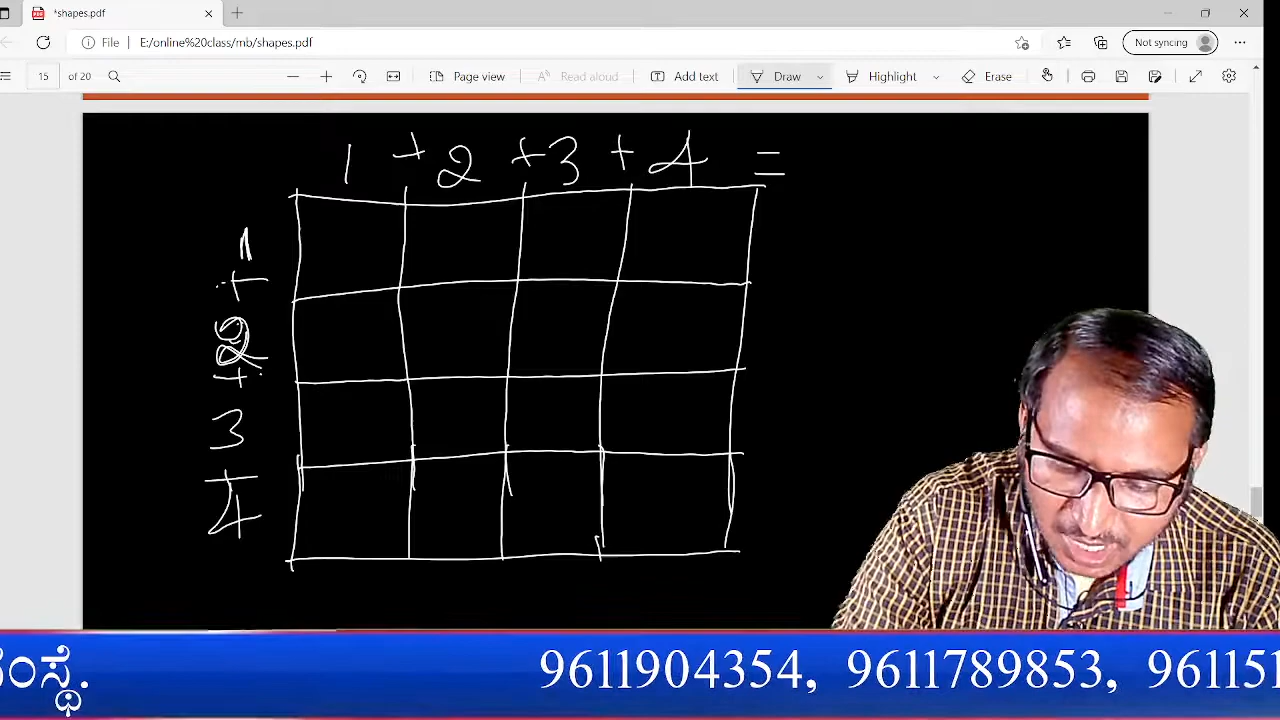 *shapes.pdf
File E:/online%20class/mb/shapes.pdf Not syncing
15 of 20 Page view Read aloud Add text Draw Highlight Erase
1 + 2 + 3 + 4 =
1
+
2
+
3
+
4
ಸಂಸ್ಥೆ. 9611904354, 9611789853, 961151